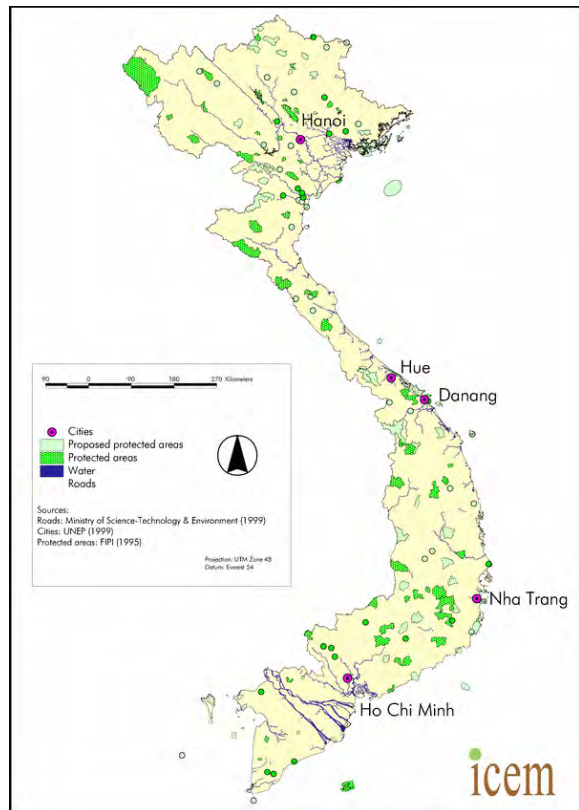 Hanoi
Hue
Danang
Nha Trang
Ho Chi Minh
90 0 90 180 270 Kilometers
Cities
Proposed protected areas
Protected areas
Water
Roads
Sources:
Roads: Ministry of Science-Technology & Environment (1999)
Cities: UNEP (1999)
Protected areas: FIPI (1995)
Projection: UTM Zone 48
Datum: Everest 54
icem